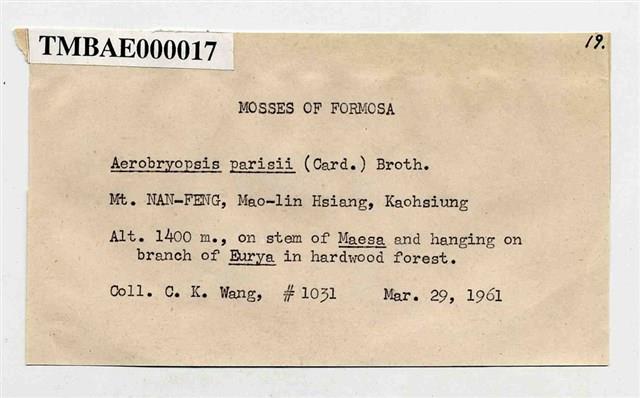 TMBAE000017
19.
MOSSES OF FORMOSA
Aerobryopsis parisii (Card.) Broth.
Mt. NAN-FENG, Mao-lin Hsiang, Kaohsiung
Alt. 1400 m., on stem of Maesa and hanging on
branch of Eurya in hardwood forest.
Coll. C. K. Wang, #1031 Mar. 29, 1961